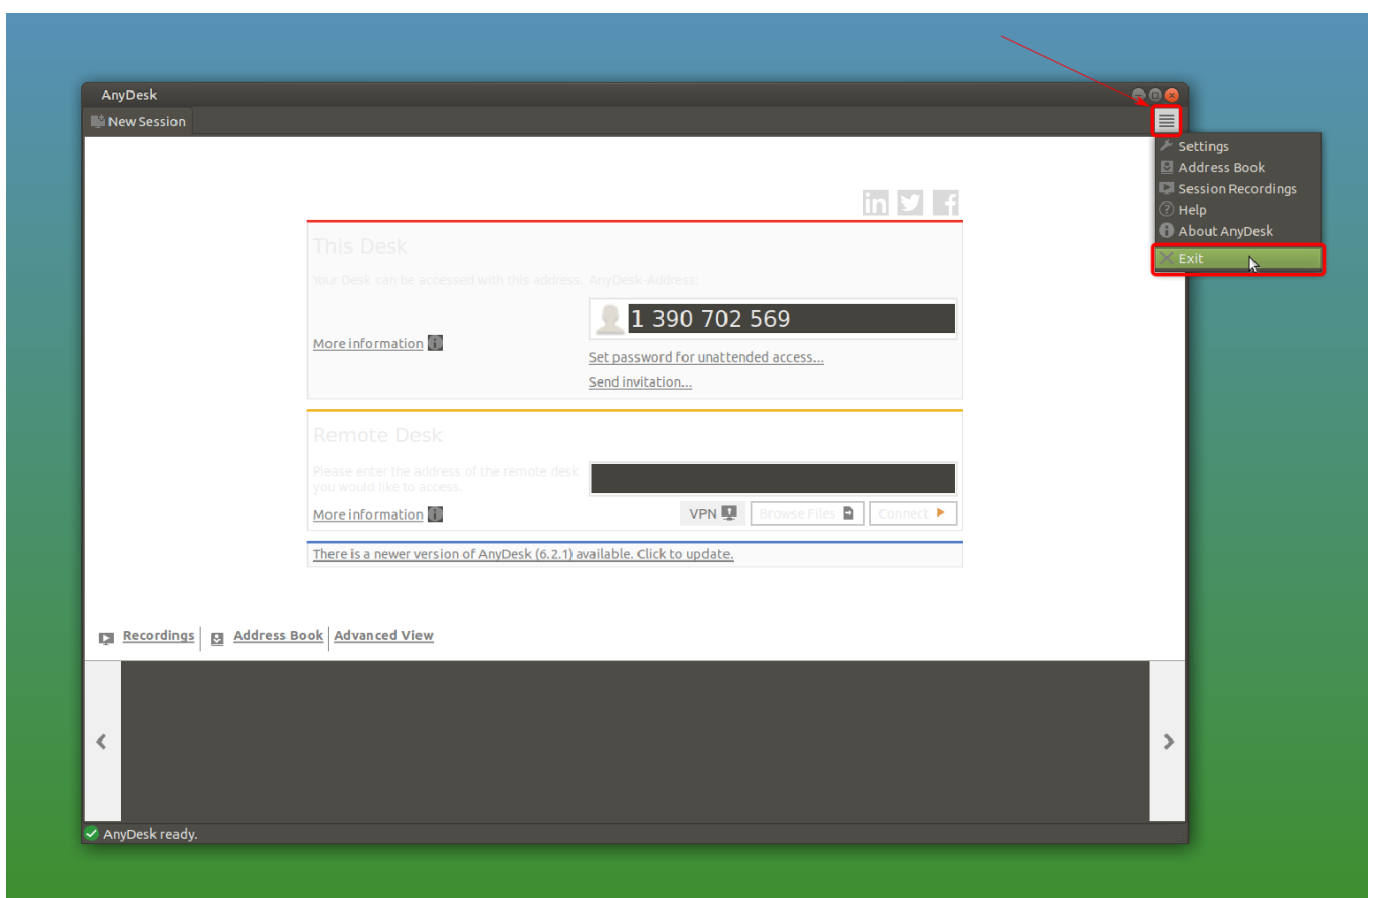 AnyDesk
New Session
Settings
Address Book
Session Recordings
Help
About AnyDesk
Exit
in
This Desk
Your Desk can be accessed with this address.
AnyDesk-Address:
1 390 702 569
More information
Set password for unattended access...
Send invitation...
Remote Desk
Please enter the address of the remote desk
you would like to access.
More information
VPN
Browse Files
Connect
There is a newer version of AnyDesk (6.2.1) available. Click to update.
Recordings
Address Book
Advanced View
AnyDesk ready.